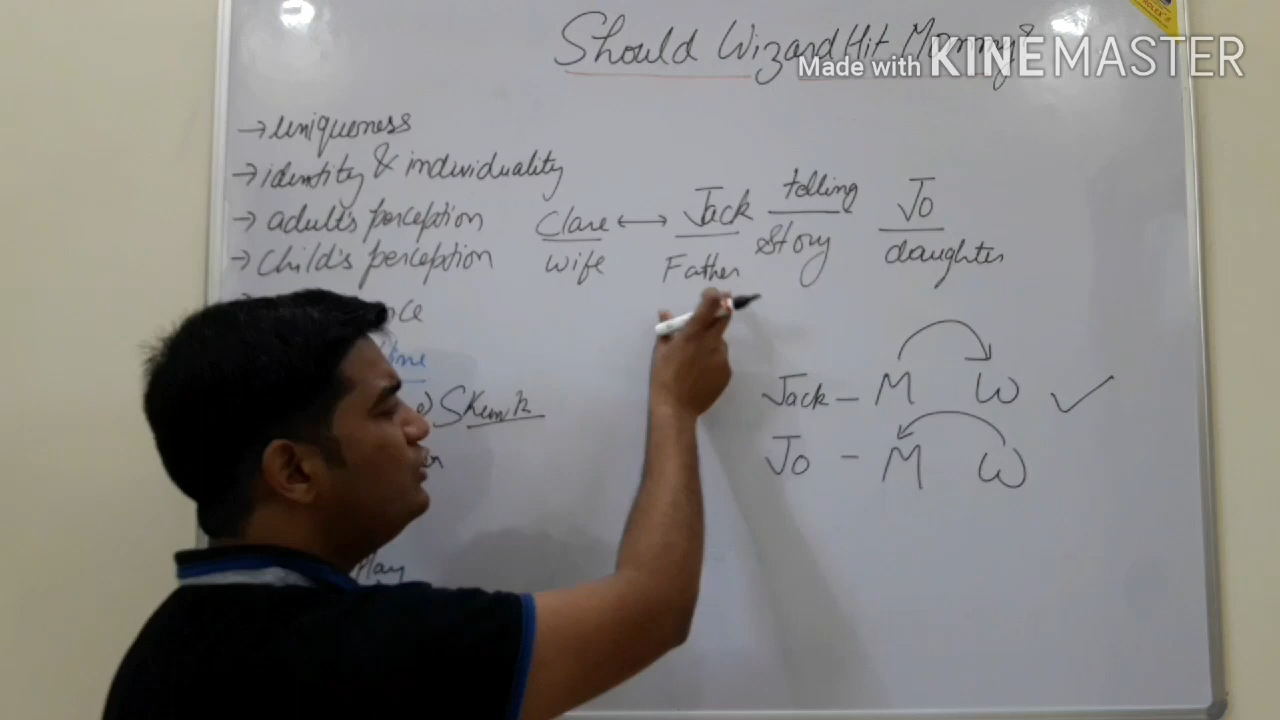 Should Wizard Hit Mommy?
Made with KINEMASTER
→ uniqueness
→ identity & individuality
→ adult's perception
→ Child's perception
Clare ↔ Jack telling Jo
wife Father Story daughter
Skunk
Jack – M W ✓
Jo – M W
play